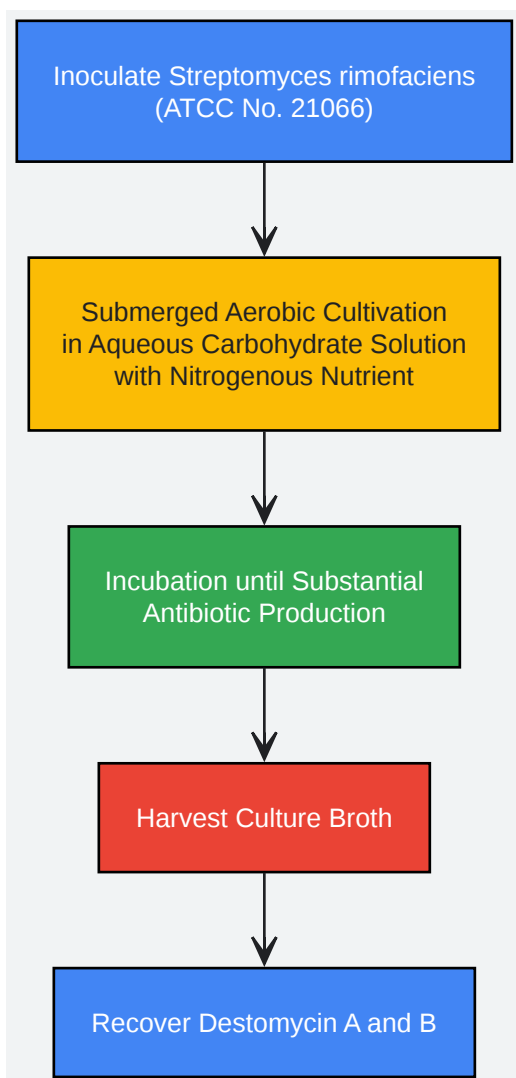 Inoculate Streptomyces rimofaciens
(ATCC No. 21066)
Submerged Aerobic Cultivation
in Aqueous Carbohydrate Solution
with Nitrogenous Nutrient
Incubation until Substantial
Antibiotic Production
Harvest Culture Broth
Recover Destomycin A and B